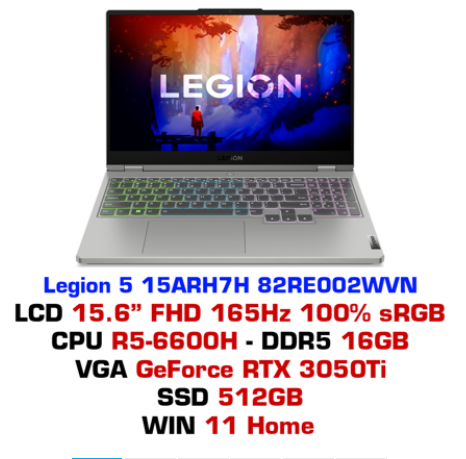 LEGION
LEGION
Legion 5 15ARH7H 82RE002WVN
LCD 15.6” FHD 165Hz 100% sRGB
CPU R5-6600H - DDR5 16GB
VGA GeForce RTX 3050Ti
SSD 512GB
WIN 11 Home